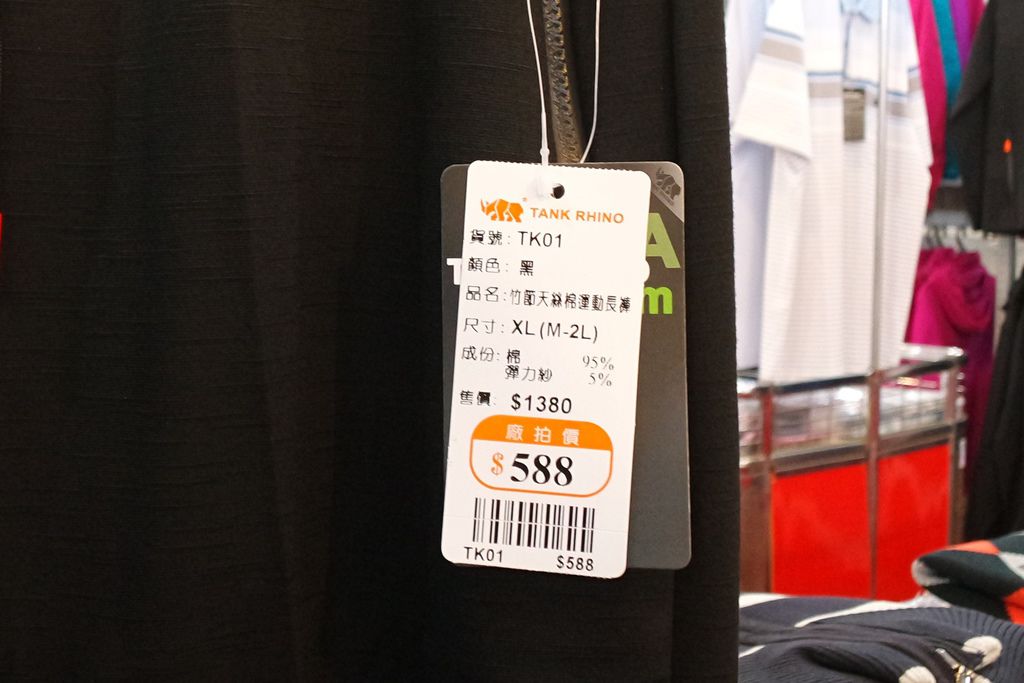 TANK RHINO
貨號: TK01
顏色: 黑
品名: 竹節天絲棉運動長褲
尺寸: XL (M-2L)
成份: 棉 95%
彈力紗 5%
售價: $1380
廠拍價
$588
TK01 $588
A
m